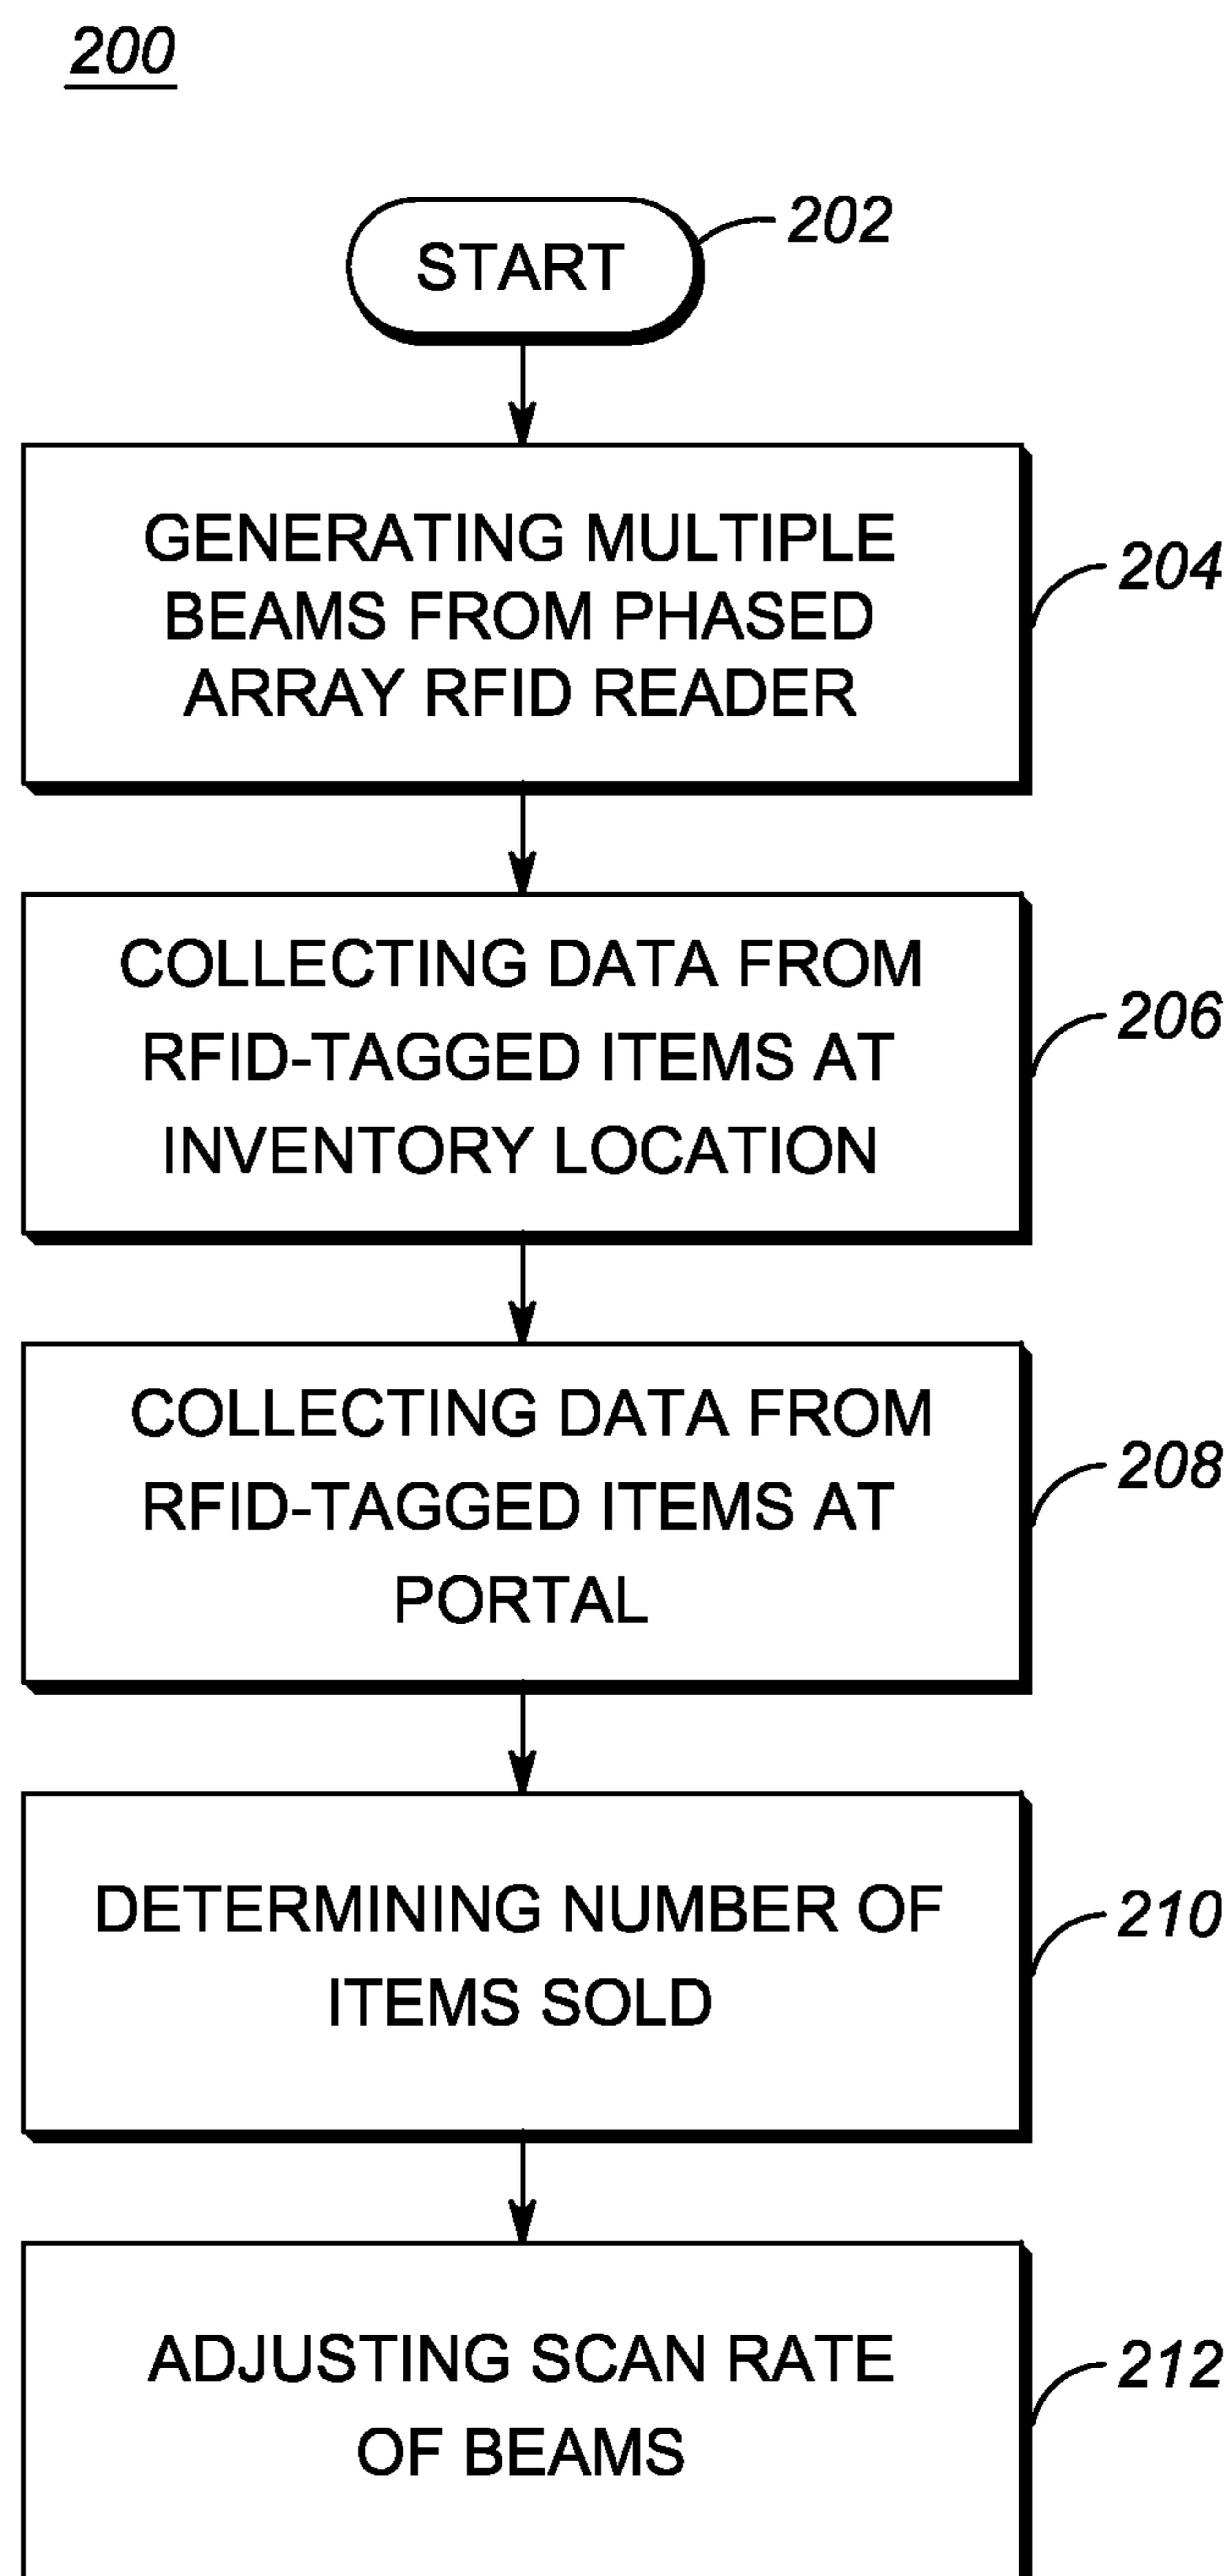 200
START
202
GENERATING MULTIPLE
BEAMS FROM PHASED
ARRAY RFID READER
204
COLLECTING DATA FROM
RFID-TAGGED ITEMS AT
INVENTORY LOCATION
206
COLLECTING DATA FROM
RFID-TAGGED ITEMS AT
PORTAL
208
DETERMINING NUMBER OF
ITEMS SOLD
210
ADJUSTING SCAN RATE
OF BEAMS
212